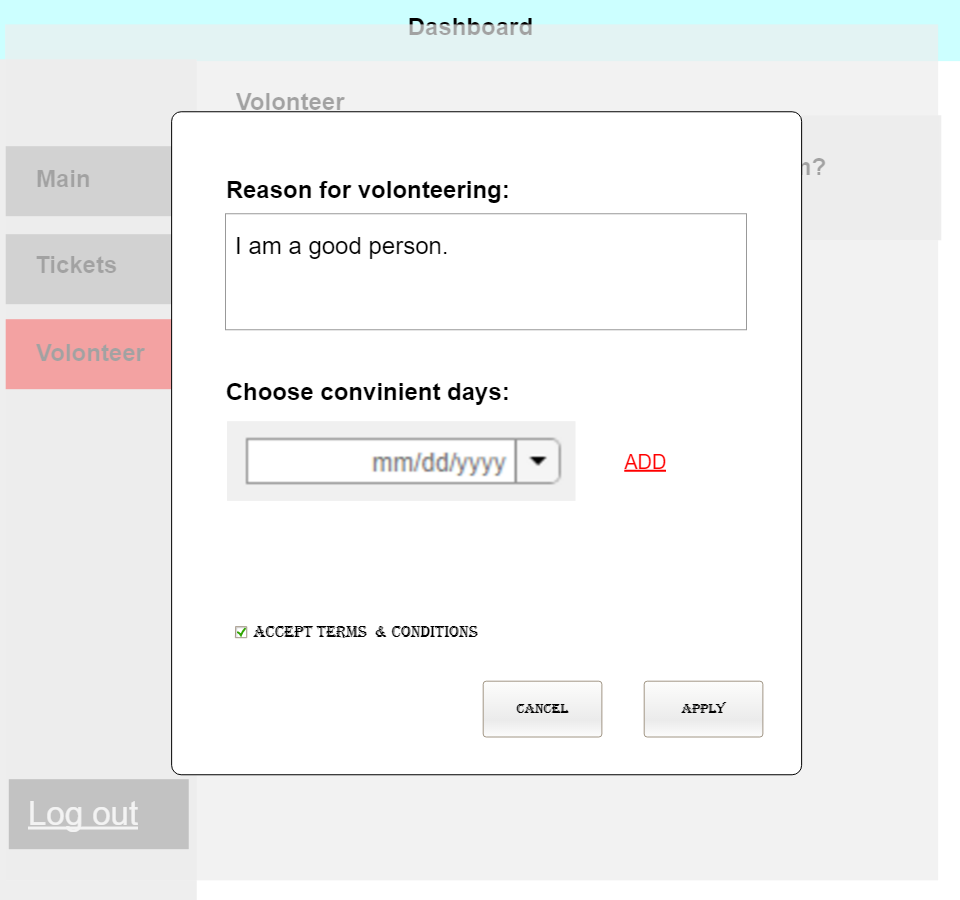 Dashboard
Volonteer
?
Main
Tickets
Volonteer
Reason for volonteering:
I am a good person.
Choose convinient days:
mm/dd/yyyy
ADD
ACCEPT TERMS & CONDITIONS
CANCEL
APPLY
Log out